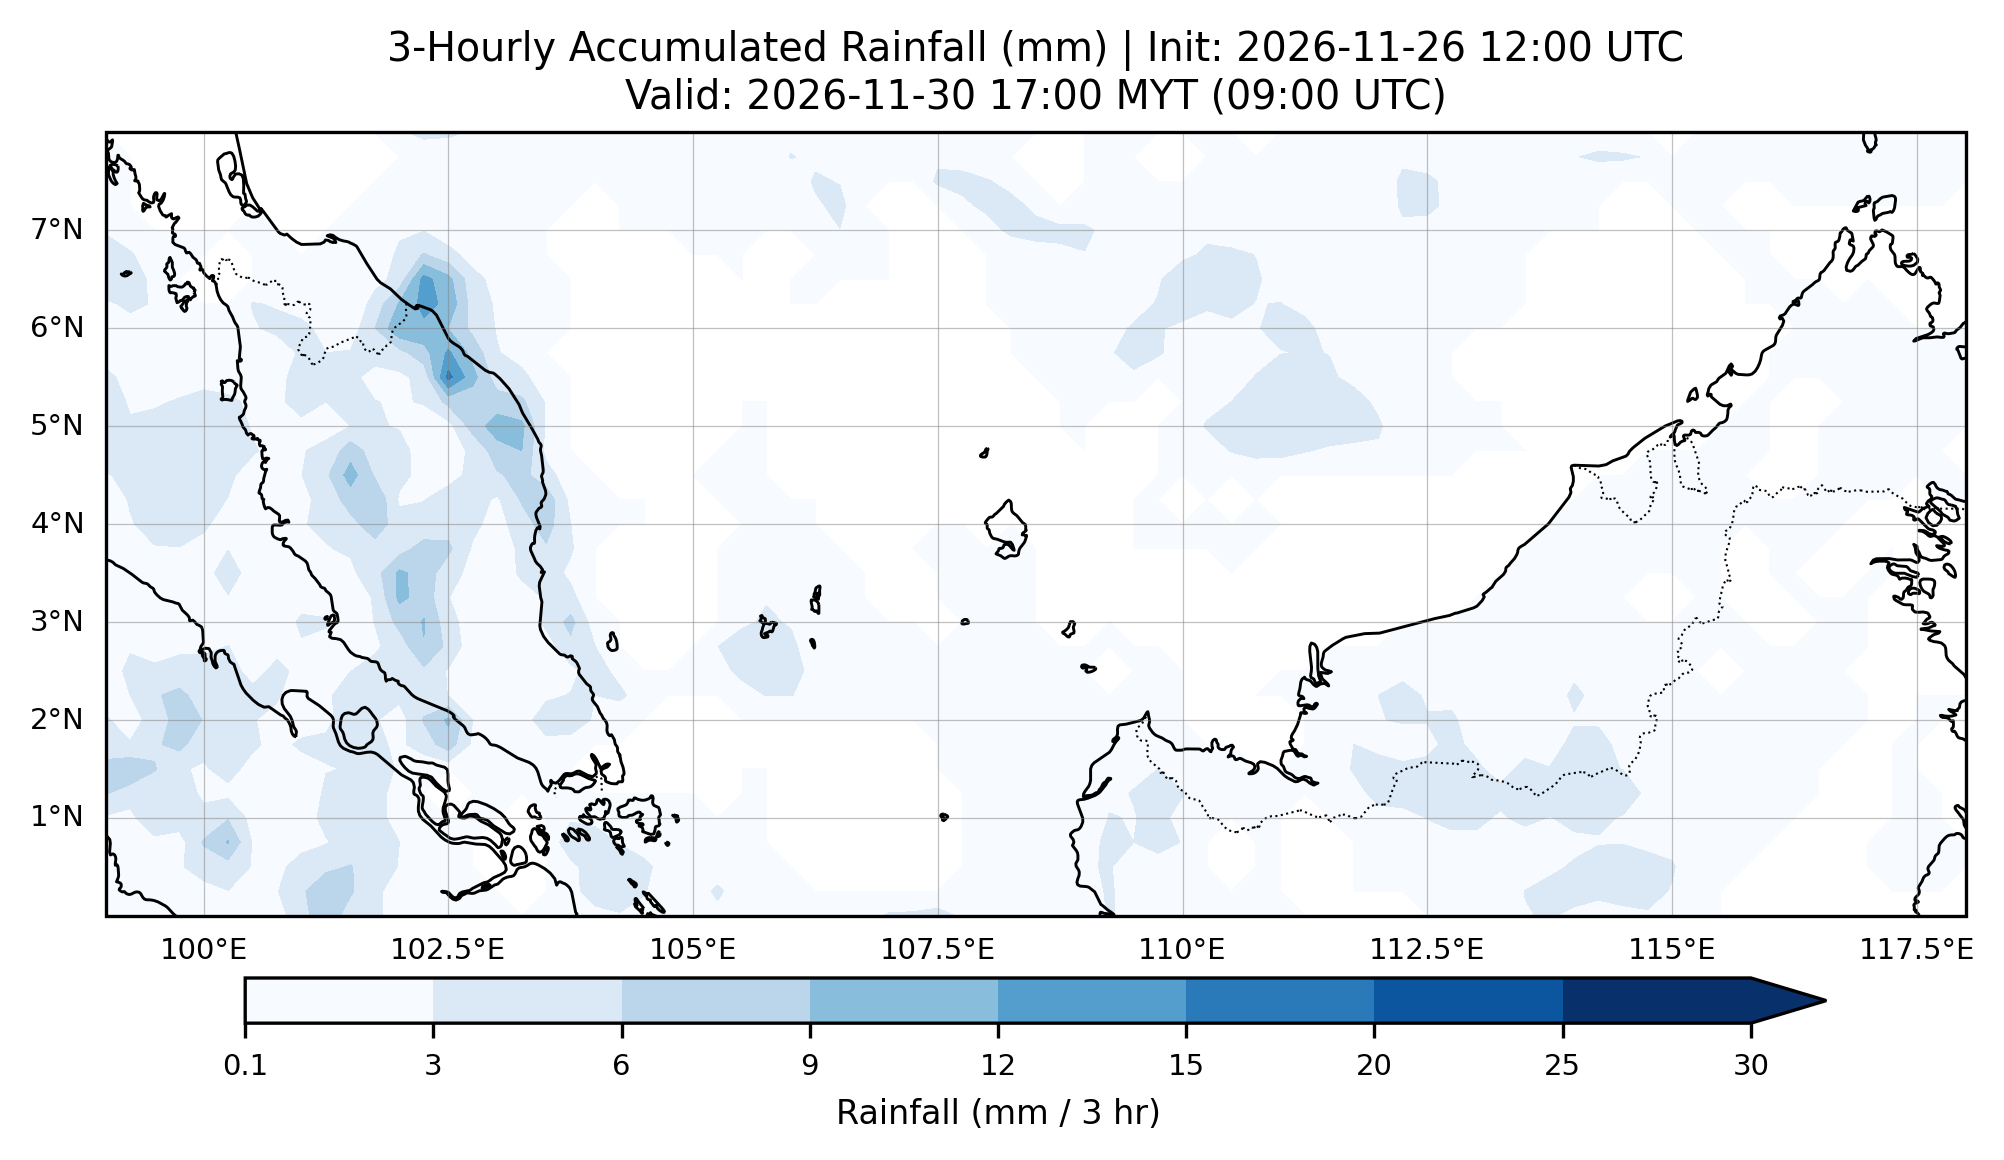 3-Hourly Accumulated Rainfall (mm) | Init: 2026-11-26 12:00 UTC
Valid: 2026-11-30 17:00 MYT (09:00 UTC)
7°N
6°N
5°N
4°N
3°N
2°N
1°N
100°E 102.5°E 105°E 107.5°E 110°E 112.5°E 115°E 117.5°E
0.1 3 6 9 12 15 20 25 30
Rainfall (mm / 3 hr)